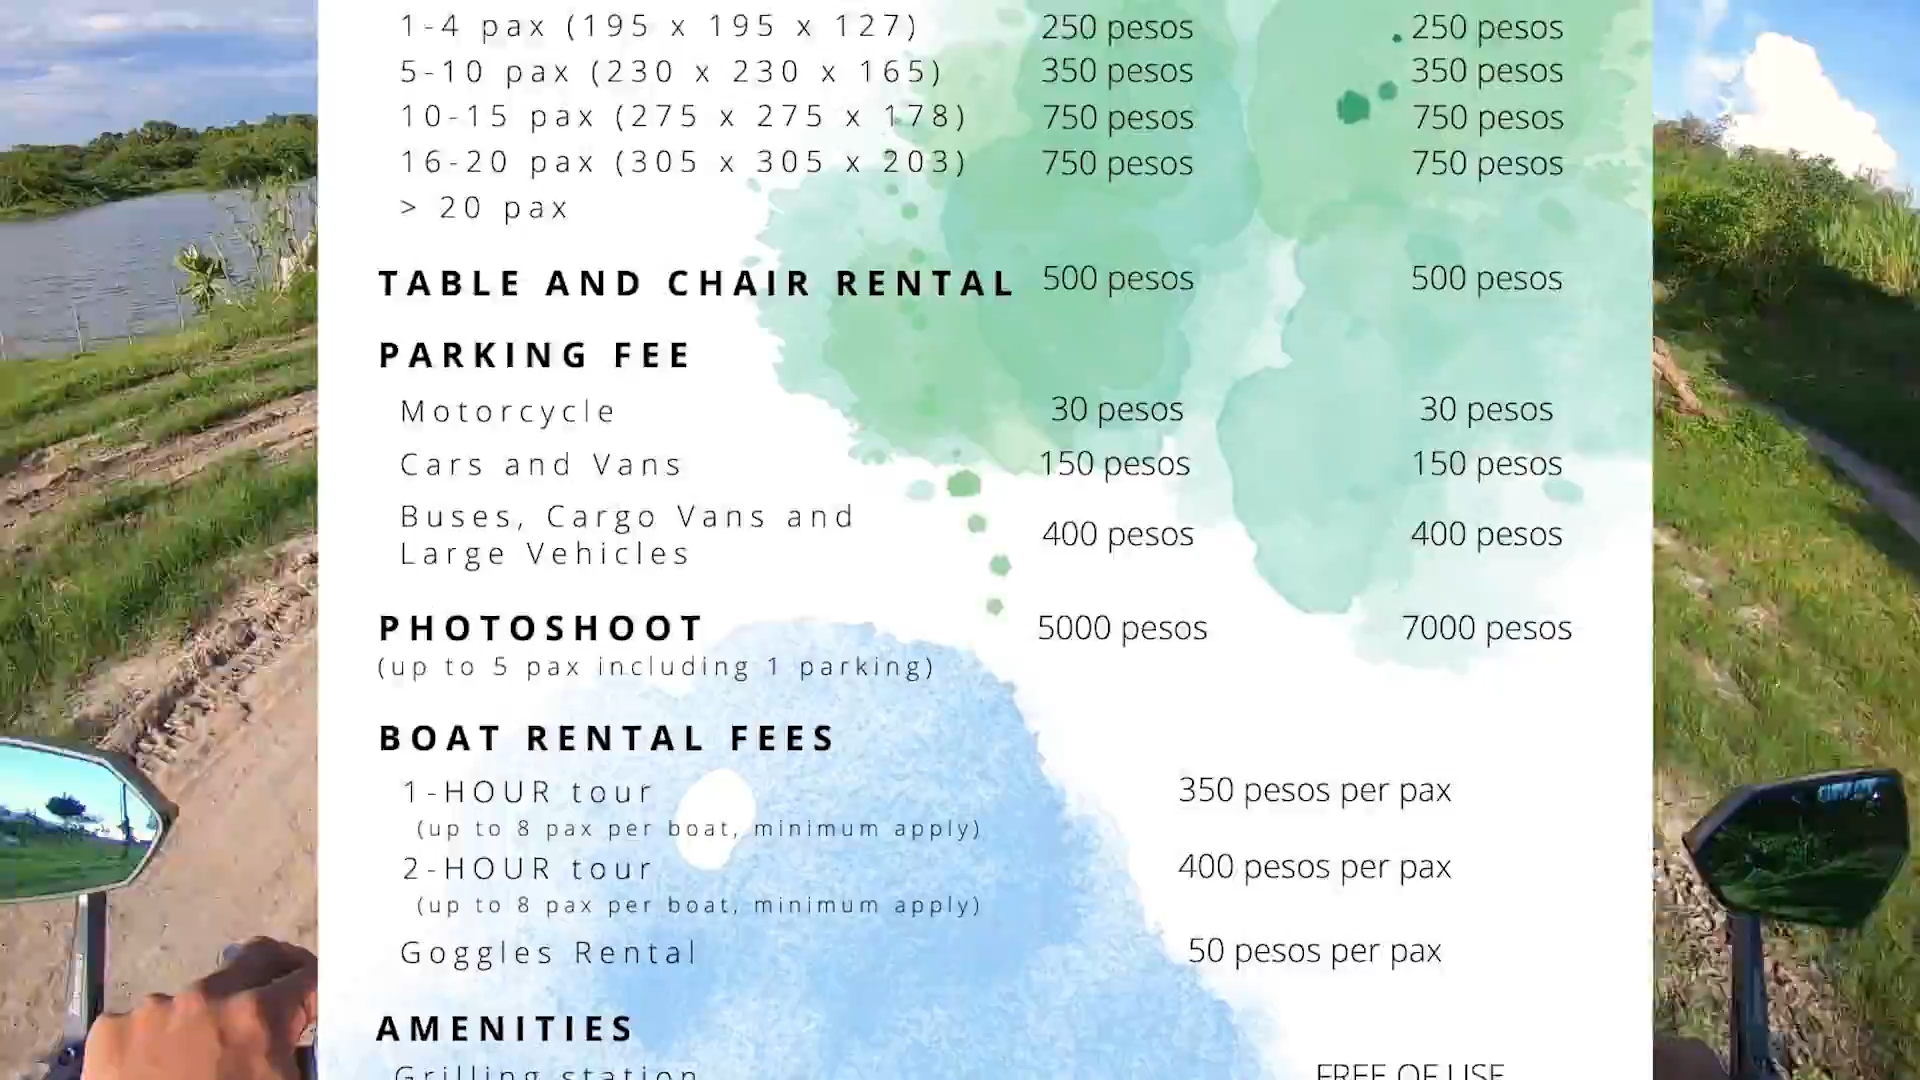 1-4 pax (195 x 195 x 127) 250 pesos 250 pesos
5-10 pax (230 x 230 x 165) 350 pesos 350 pesos
10-15 pax (275 x 275 x 178) 750 pesos 750 pesos
16-20 pax (305 x 305 x 203) 750 pesos 750 pesos
> 20 pax
TABLE AND CHAIR RENTAL 500 pesos 500 pesos
PARKING FEE
Motorcycle 30 pesos 30 pesos
Cars and Vans 150 pesos 150 pesos
Buses, Cargo Vans and
Large Vehicles 400 pesos 400 pesos
PHOTOSHOOT 5000 pesos 7000 pesos
(up to 5 pax including 1 parking)
BOAT RENTAL FEES
1-HOUR tour 350 pesos per pax
(up to 8 pax per boat, minimum apply)
2-HOUR tour 400 pesos per pax
(up to 8 pax per boat, minimum apply)
Goggles Rental 50 pesos per pax
AMENITIES
Grilling station FREE OF USE